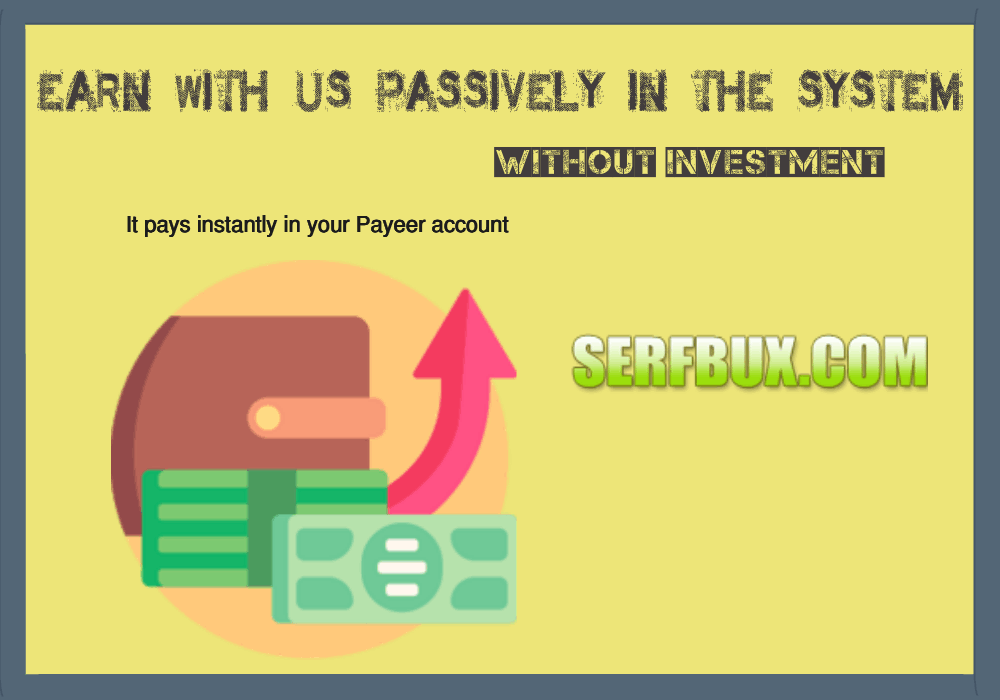 EARN WITH US PASSIVELY IN THE SYSTEM
WITHOUT INVESTMENT
It pays instantly in your Payeer account
SERFBUX.COM